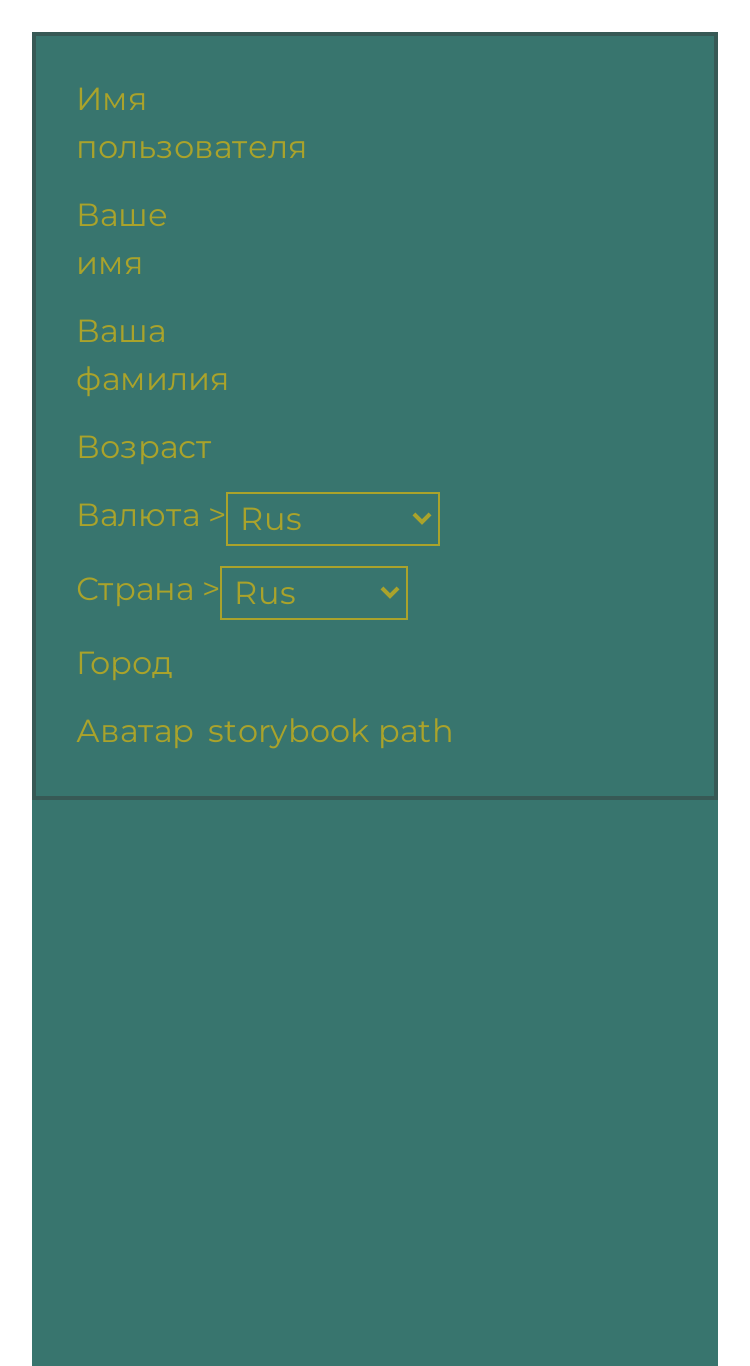 Имя
пользователя
Ваше
имя
Ваша
фамилия
Возраст
Валюта > Rus
Страна > Rus
Город
Аватар storybook path